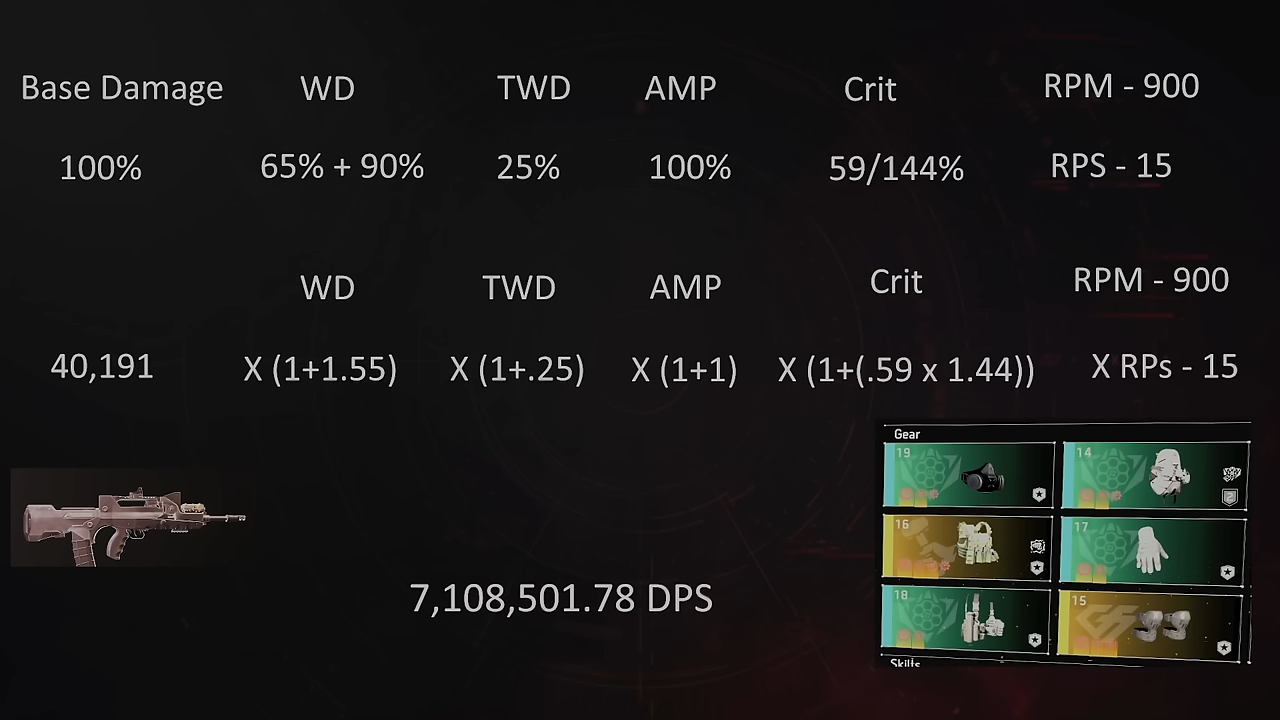 Base Damage WD TWD AMP Crit RPM - 900
100% 65% + 90% 25% 100% 59/144% RPS - 15
WD TWD AMP Crit RPM - 900
40,191 X (1+1.55) X (1+.25) X (1+1) X (1+(.59 x 1.44)) X RPs - 15
Gear
19 14
16 17
18 15
Skills
7,108,501.78 DPS